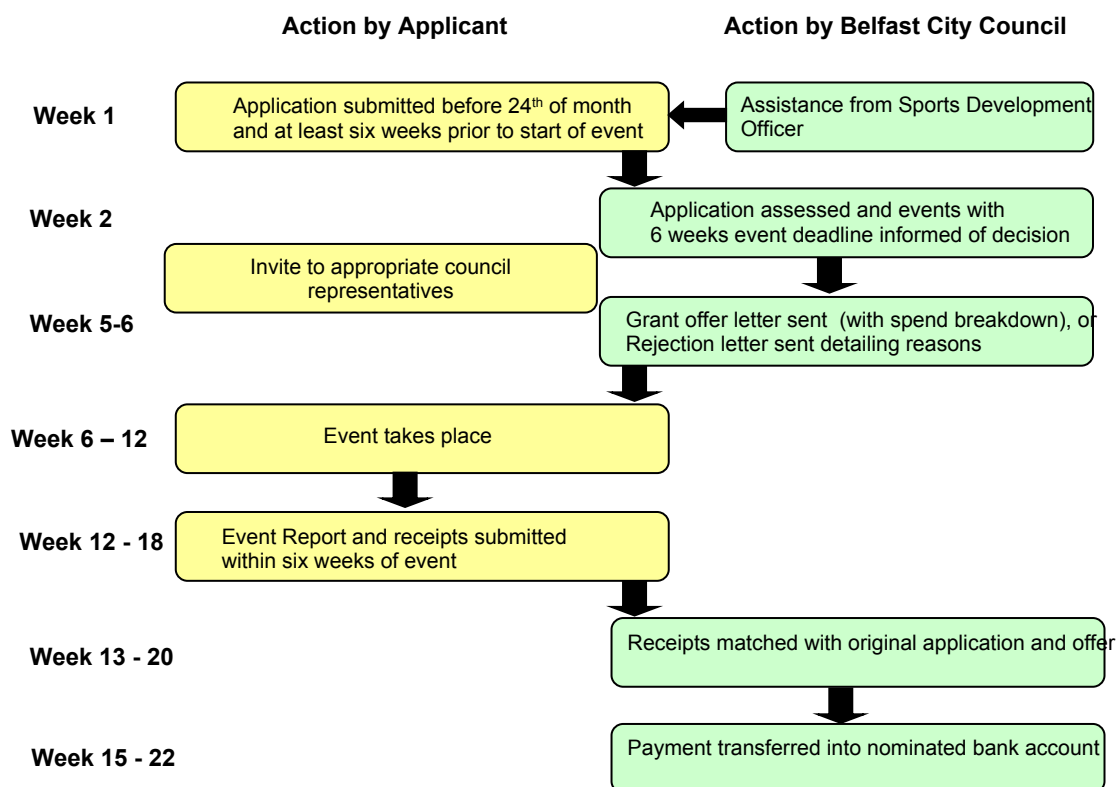 Action by Applicant
Action by Belfast City Council
Week 1
Application submitted before 24th of month
and at least six weeks prior to start of event
Assistance from Sports Development
Officer
Week 2
Application assessed and events with
6 weeks event deadline informed of decision
Invite to appropriate council
representatives
Week 5-6
Grant offer letter sent (with spend breakdown), or
Rejection letter sent detailing reasons
Week 6 – 12
Event takes place
Week 12 - 18
Event Report and receipts submitted
within six weeks of event
Week 13 - 20
Receipts matched with original application and offer
Week 15 - 22
Payment transferred into nominated bank account